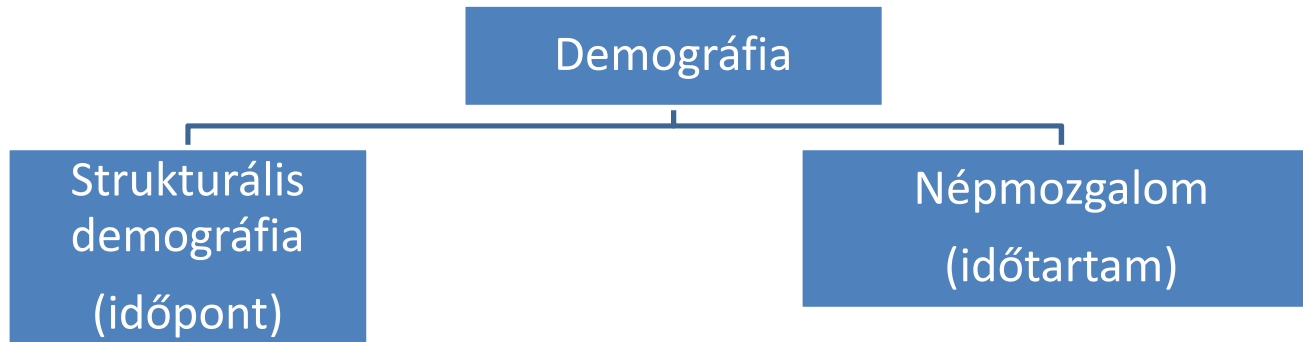 Demográfia
Strukturális
demográfia
(időpont)
Népmozgalom
(időtartam)